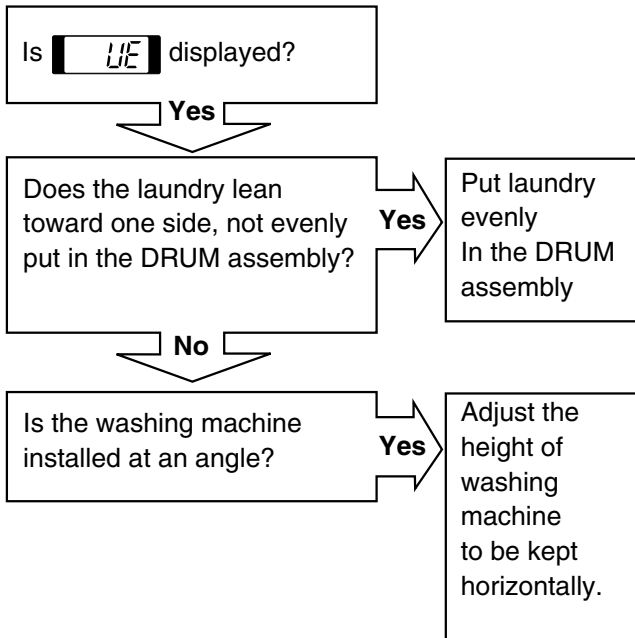 Is UE displayed?
Yes
Does the laundry lean
toward one side, not evenly
put in the DRUM assembly?
Yes
Put laundry
evenly
In the DRUM
assembly
No
Is the washing machine
installed at an angle?
Yes
Adjust the
height of
washing
machine
to be kept
horizontally.